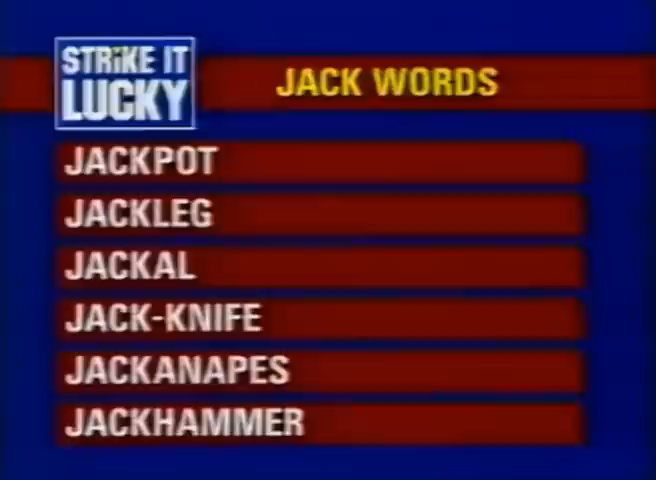 STRiKE IT
LUCKY
JACK WORDS
JACKPOT
JACKLEG
JACKAL
JACK-KNIFE
JACKANAPES
JACKHAMMER